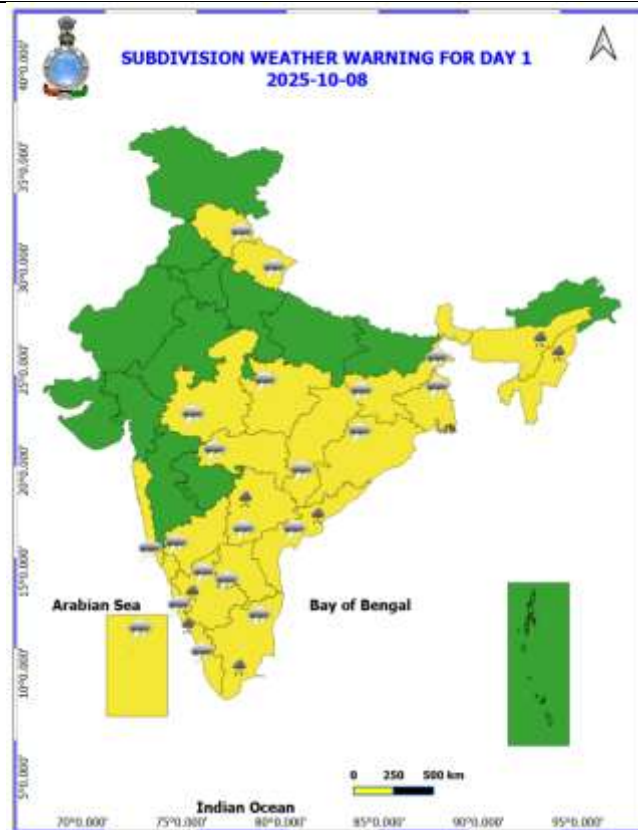 SUBDIVISION WEATHER WARNING FOR DAY 1
2025-10-08
40°0.000'
35°0.000'
30°0.000'
25°0.000'
20°0.000'
15°0.000'
10°0.000'
5°0.000'
Arabian Sea
Bay of Bengal
0 250 500 km
Indian Ocean
70°0.000' 75°0.000' 80°0.000' 85°0.000' 90°0.000' 95°0.000'